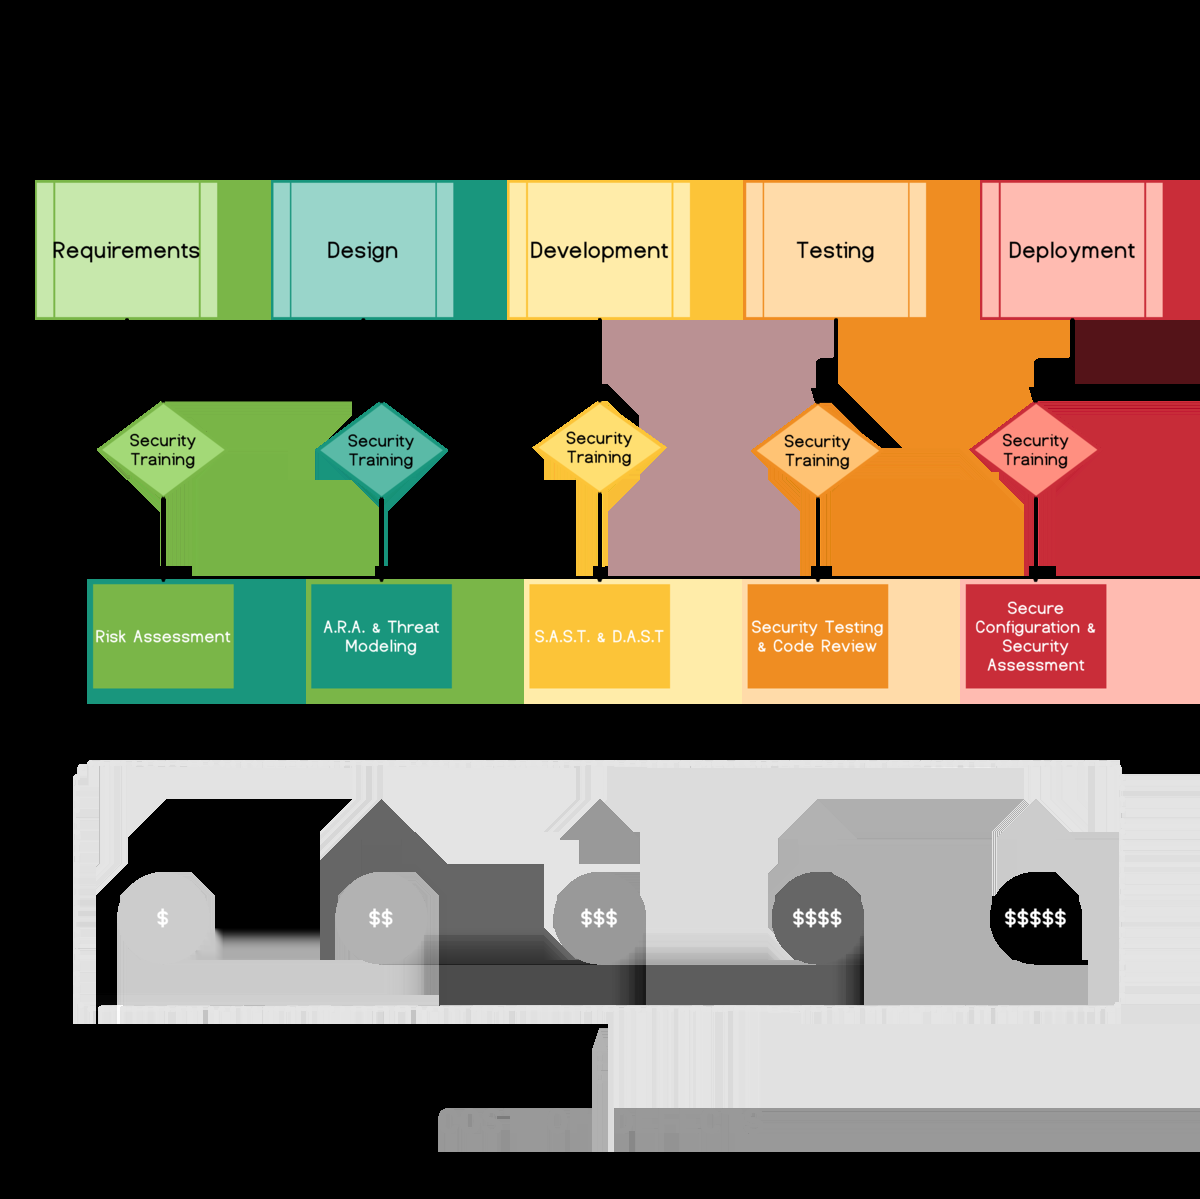 Requirements
Design
Development
Testing
Deployment
Security
Training
Security
Training
Security
Training
Security
Training
Security
Training
Risk Assessment
A.R.A. & Threat
Modeling
S.A.S.T. & D.A.S.T
Security Testing
& Code Review
Secure
Configuration &
Security
Assessment
$
$$
$$$
$$$$
$$$$$